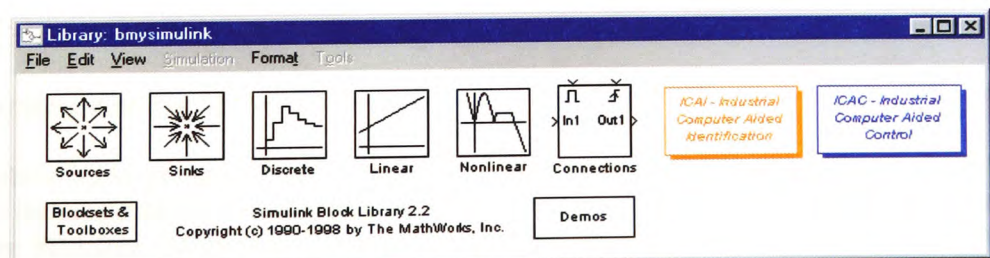 Library: bmysimulink
File Edit View Simulation Format Tools
In1 Out1
ICAI - Industrial
Computer Aided
Identification
ICAC - Industrial
Computer Aided
Control
Sources Sinks Discrete Linear Nonlinear Connections
Blocksets &
Toolboxes
Simulink Block Library 2.2
Copyright (c) 1990-1998 by The MathWorks, Inc.
Demos